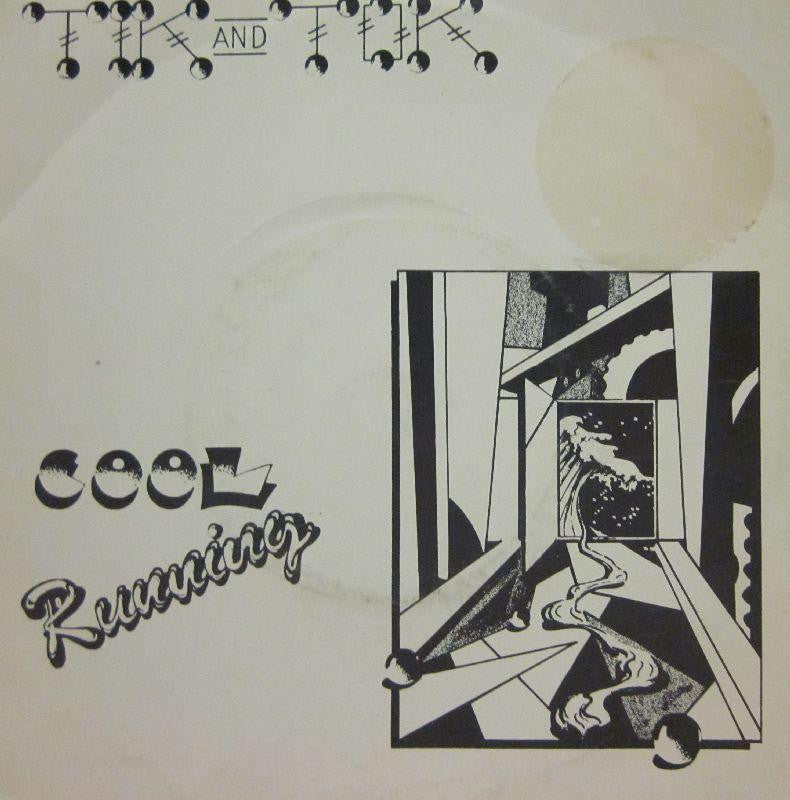 TIK AND TOK
COOL
Running